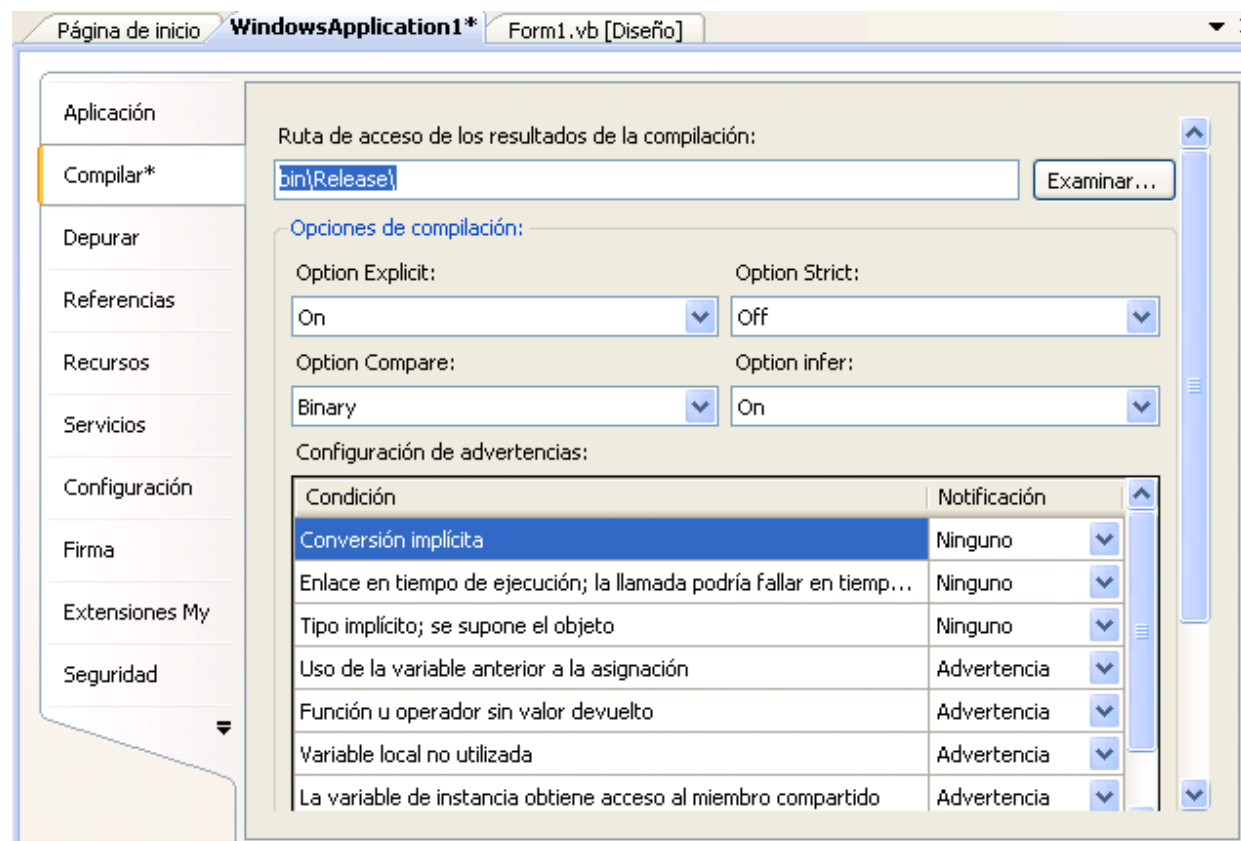 Página de inicio WindowsApplication1* Form1.vb [Diseño]
Aplicación
Compilar*
Depurar
Referencias
Recursos
Servicios
Configuración
Firma
Extensiones My
Seguridad
Ruta de acceso de los resultados de la compilación:
bin\Release\ Examinar...
Opciones de compilación:
Option Explicit: Option Strict:
On Off
Option Compare: Option infer:
Binary On
Configuración de advertencias:
Condición Notificación
Conversión implícita Ninguno
Enlace en tiempo de ejecución; la llamada podría fallar en tiemp... Ninguno
Tipo implícito; se supone el objeto Ninguno
Uso de la variable anterior a la asignación Advertencia
Función u operador sin valor devuelto Advertencia
Variable local no utilizada Advertencia
La variable de instancia obtiene acceso al miembro compartido Advertencia